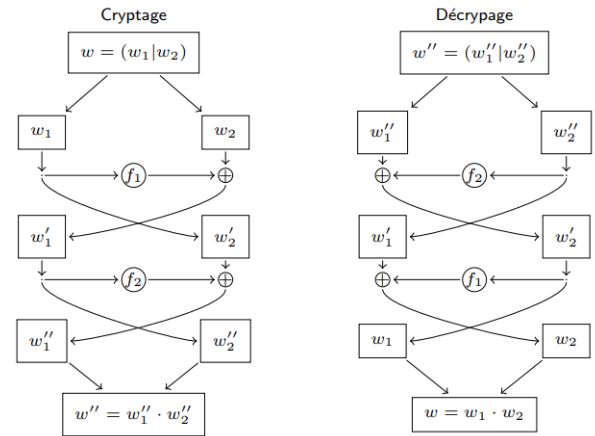 Cryptage
w = (w₁|w₂)
w₁ w₂
f₁ ⊕
w′₁ w′₂
f₂ ⊕
w″₁ w″₂
w″ = w″₁ · w″₂
Décrypage
w″ = (w″₁|w″₂)
w″₁ w″₂
⊕ f₂
w′₁ w′₂
⊕ f₁
w₁ w₂
w = w₁ · w₂